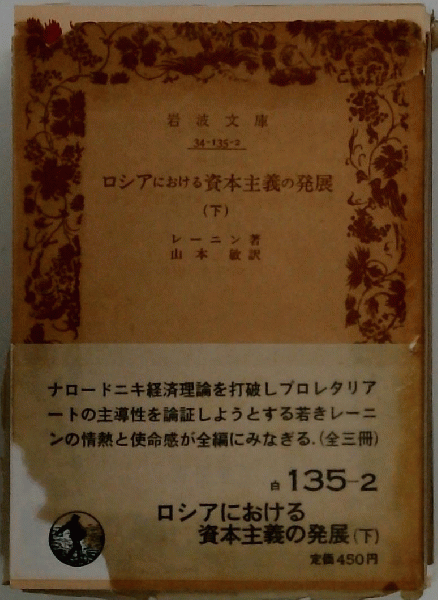 岩波文庫
34-135-2
ロシアにおける資本主義の発展
(下)
レーニン著
山本敏訳
ナロードニキ経済理論を打破しプロレタリア
ートの主導性を論証しようとする若きレーニ
ンの情熱と使命感が全編にみなぎる.(全三冊)
白 135-2
ロシアにおける
資本主義の発展(下)
定価450円